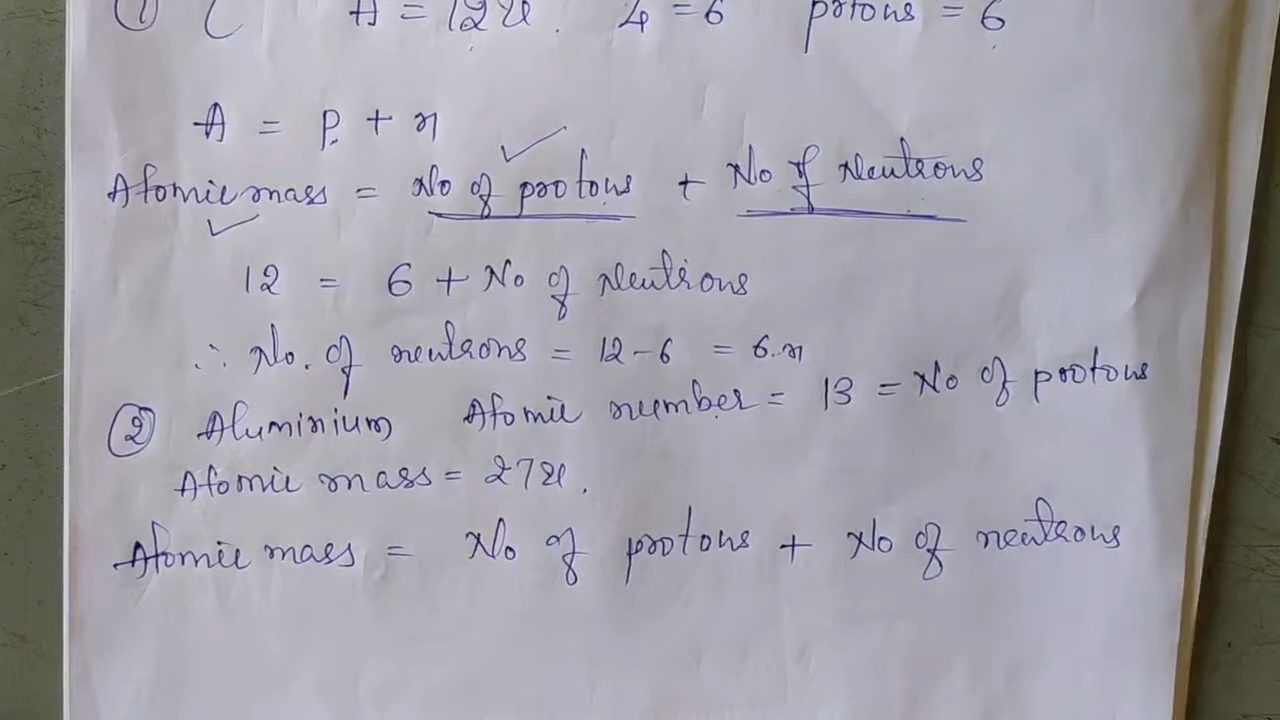 ① C A = 12u. Z = 6 protons = 6
A = P + n
Atomic mass = No of protons + No of Neutrons
12 = 6 + No of Neutrons
∴ No. of neutrons = 12 - 6 = 6.n
② Aluminium Atomic number = 13 = No of protons
Atomic mass = 27u.
Atomic mass = No of protons + No of neutrons